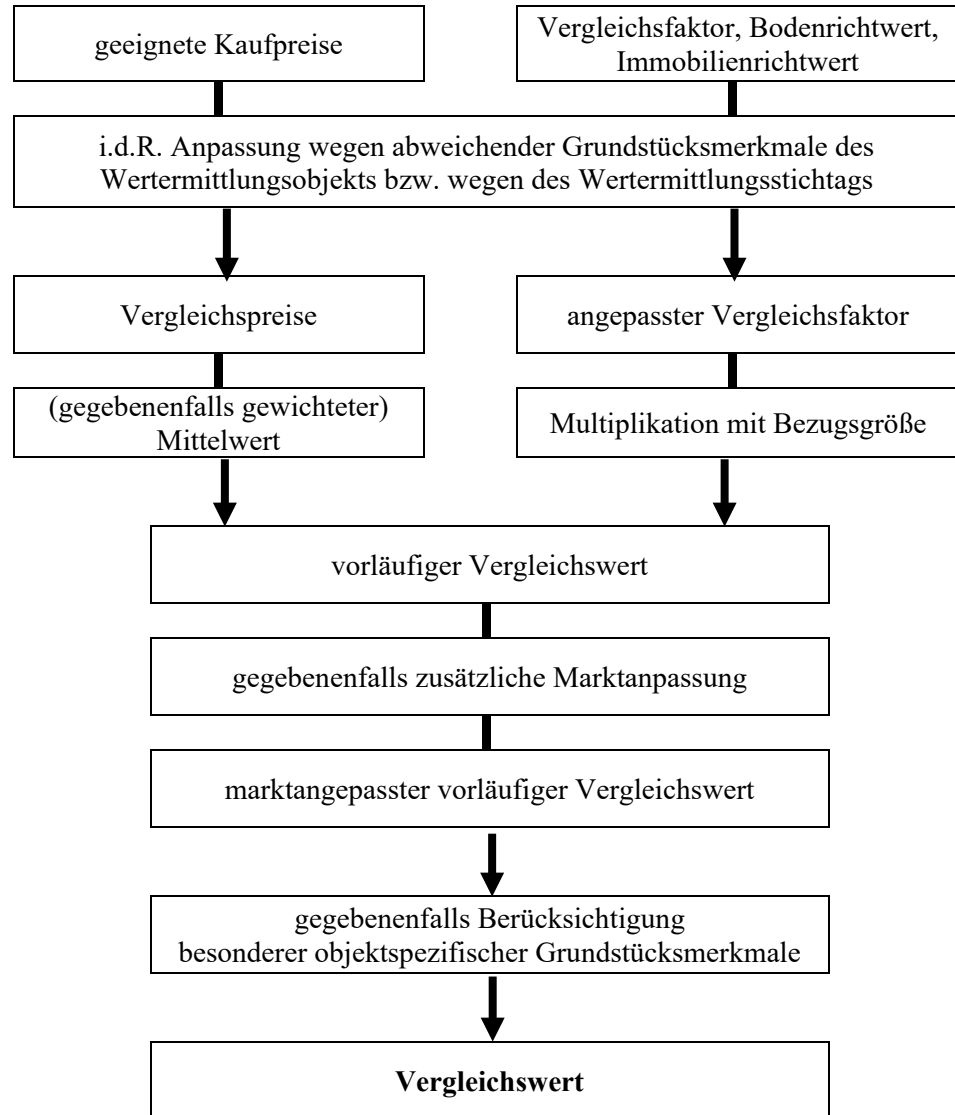 geeignete Kaufpreise
Vergleichsfaktor, Bodenrichtwert,
Immobilienrichtwert
i.d.R. Anpassung wegen abweichender Grundstücksmerkmale des
Wertermittlungsobjekts bzw. wegen des Wertermittlungsstichtags
Vergleichspreise
angepasster Vergleichsfaktor
(gegebenenfalls gewichteter)
Mittelwert
Multiplikation mit Bezugsgröße
vorläufiger Vergleichswert
gegebenenfalls zusätzliche Marktanpassung
marktangepasster vorläufiger Vergleichswert
gegebenenfalls Berücksichtigung
besonderer objektspezifischer Grundstücksmerkmale
Vergleichswert